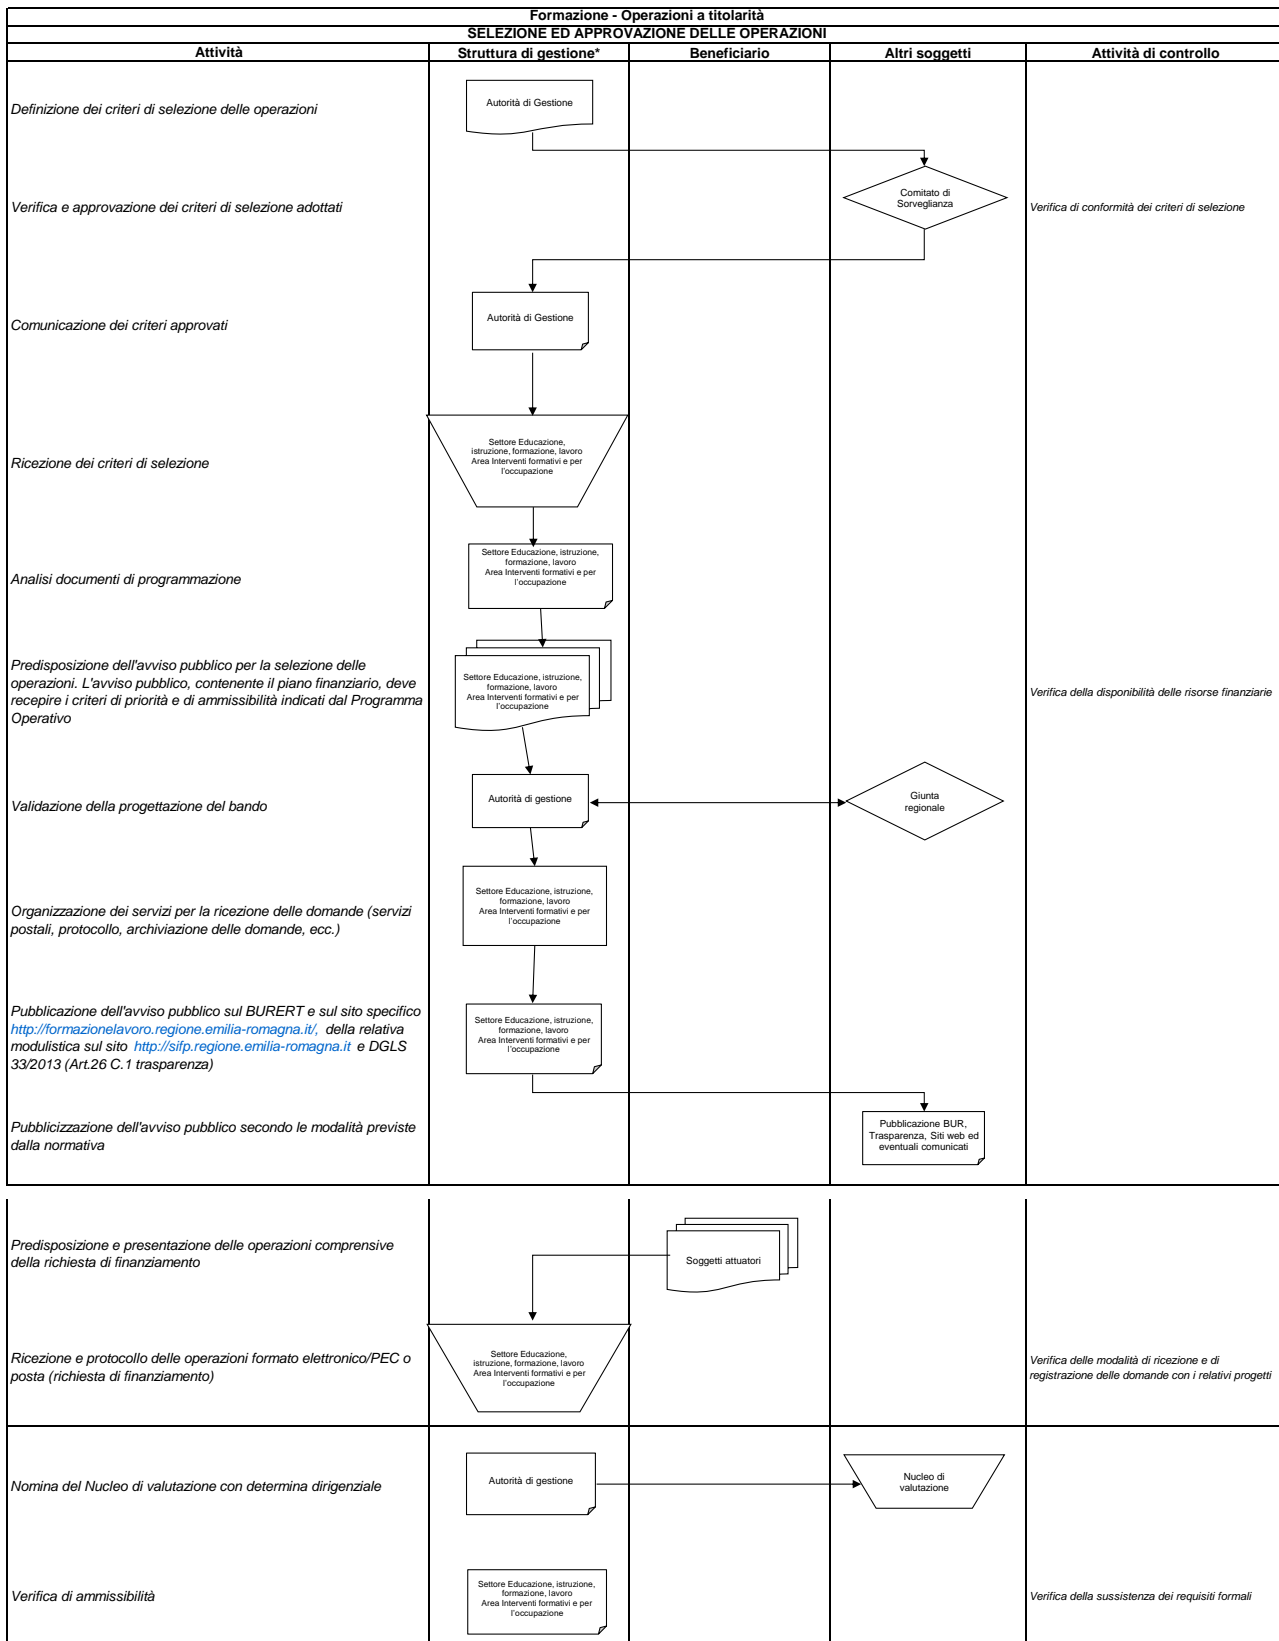 Formazione - Operazioni a titolarità
SELEZIONE ED APPROVAZIONE DELLE OPERAZIONI
Attività
Struttura di gestione*
Beneficiario
Altri soggetti
Attività di controllo
Definizione dei criteri di selezione delle operazioni
Autorità di Gestione
Verifica e approvazione dei criteri di selezione adottati
Comitato di
Sorveglianza
Verifica di conformità dei criteri di selezione
Comunicazione dei criteri approvati
Autorità di Gestione
Ricezione dei criteri di selezione
Settore Educazione,
istruzione, formazione, lavoro
Area Interventi formativi e per
l'occupazione
Analisi documenti di programmazione
Settore Educazione, istruzione,
formazione, lavoro
Area Interventi formativi e per
l'occupazione
Predisposizione dell'avviso pubblico per la selezione delle
operazioni. L'avviso pubblico, contenente il piano finanziario, deve
recepire i criteri di priorità e di ammissibilità indicati dal Programma
Operativo
Settore Educazione, istruzione,
formazione, lavoro
Area Interventi formativi e per
l'occupazione
Verifica della disponibilità delle risorse finanziarie
Validazione della progettazione del bando
Autorità di gestione
Giunta
regionale
Organizzazione dei servizi per la ricezione delle domande (servizi
postali, protocollo, archiviazione delle domande, ecc.)
Settore Educazione, istruzione,
formazione, lavoro
Area Interventi formativi e per
l'occupazione
Pubblicazione dell'avviso pubblico sul BURERT e sul sito specifico
http://formazionelavoro.regione.emilia-romagna.it/, della relativa
modulistica sul sito http://sifp.regione.emilia-romagna.it e DGLS
33/2013 (Art.26 C.1 trasparenza)
Settore Educazione, istruzione,
formazione, lavoro
Area Interventi formativi e per
l'occupazione
Pubblicizzazione dell'avviso pubblico secondo le modalità previste
dalla normativa
Pubblicazione BUR,
Trasparenza, Siti web ed
eventuali comunicati
Predisposizione e presentazione delle operazioni comprensive
della richiesta di finanziamento
Soggetti attuatori
Ricezione e protocollo delle operazioni formato elettronico/PEC o
posta (richiesta di finanziamento)
Settore Educazione,
istruzione, formazione, lavoro
Area Interventi formativi e per
l'occupazione
Verifica delle modalità di ricezione e di
registrazione delle domande con i relativi progetti
Nomina del Nucleo di valutazione con determina dirigenziale
Autorità di gestione
Nucleo di
valutazione
Verifica di ammissibilità
Settore Educazione, istruzione,
formazione, lavoro
Area Interventi formativi e per
l'occupazione
Verifica della sussistenza dei requisiti formali